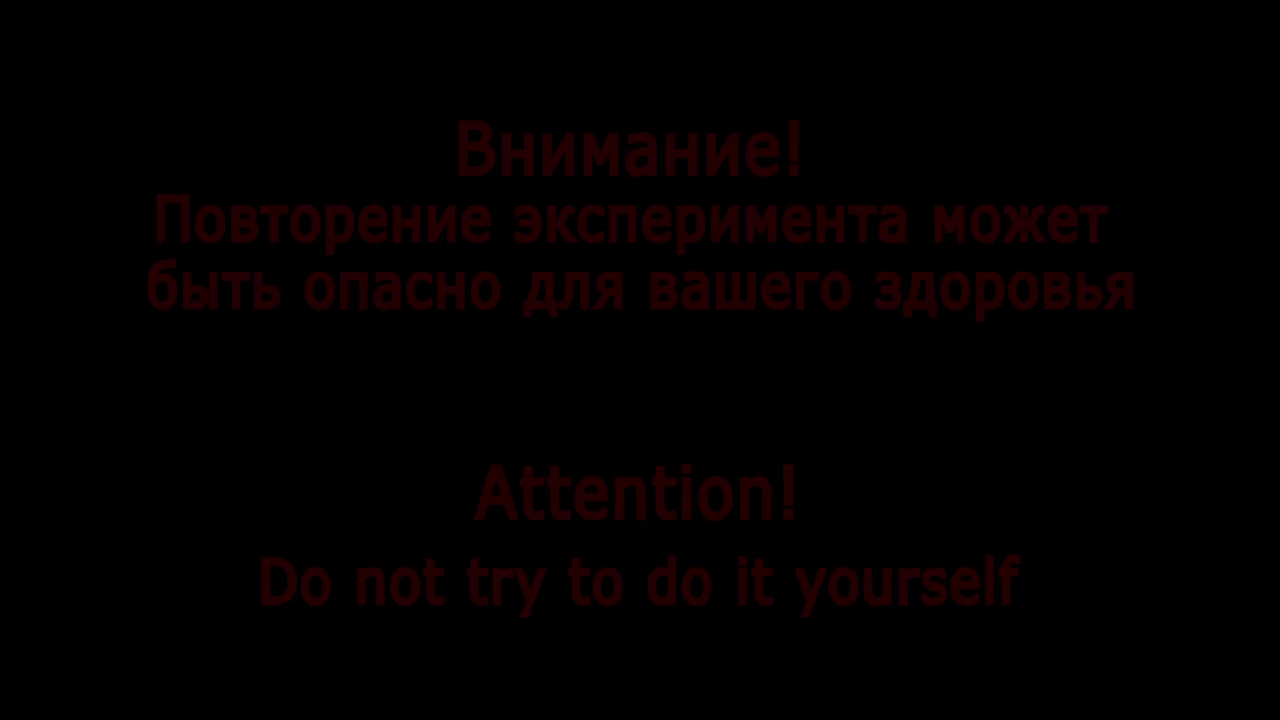 Внимание!
Повторение эксперимента может
быть опасно для вашего здоровья
Attention!
Do not try to do it yourself